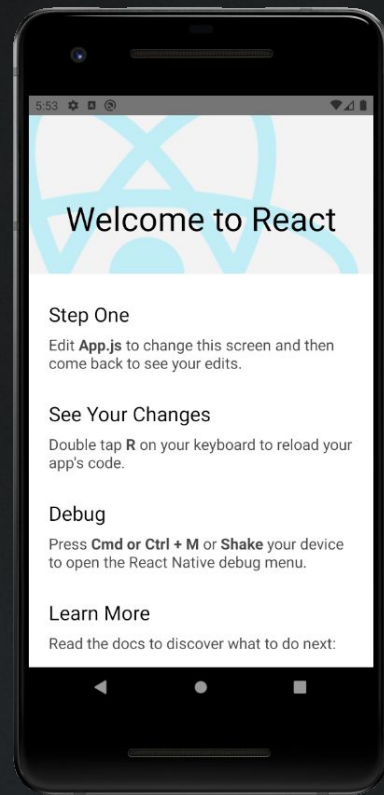 5:53
Welcome to React
Step One
Edit App.js to change this screen and then
come back to see your edits.
See Your Changes
Double tap R on your keyboard to reload your
app's code.
Debug
Press Cmd or Ctrl + M or Shake your device
to open the React Native debug menu.
Learn More
Read the docs to discover what to do next: